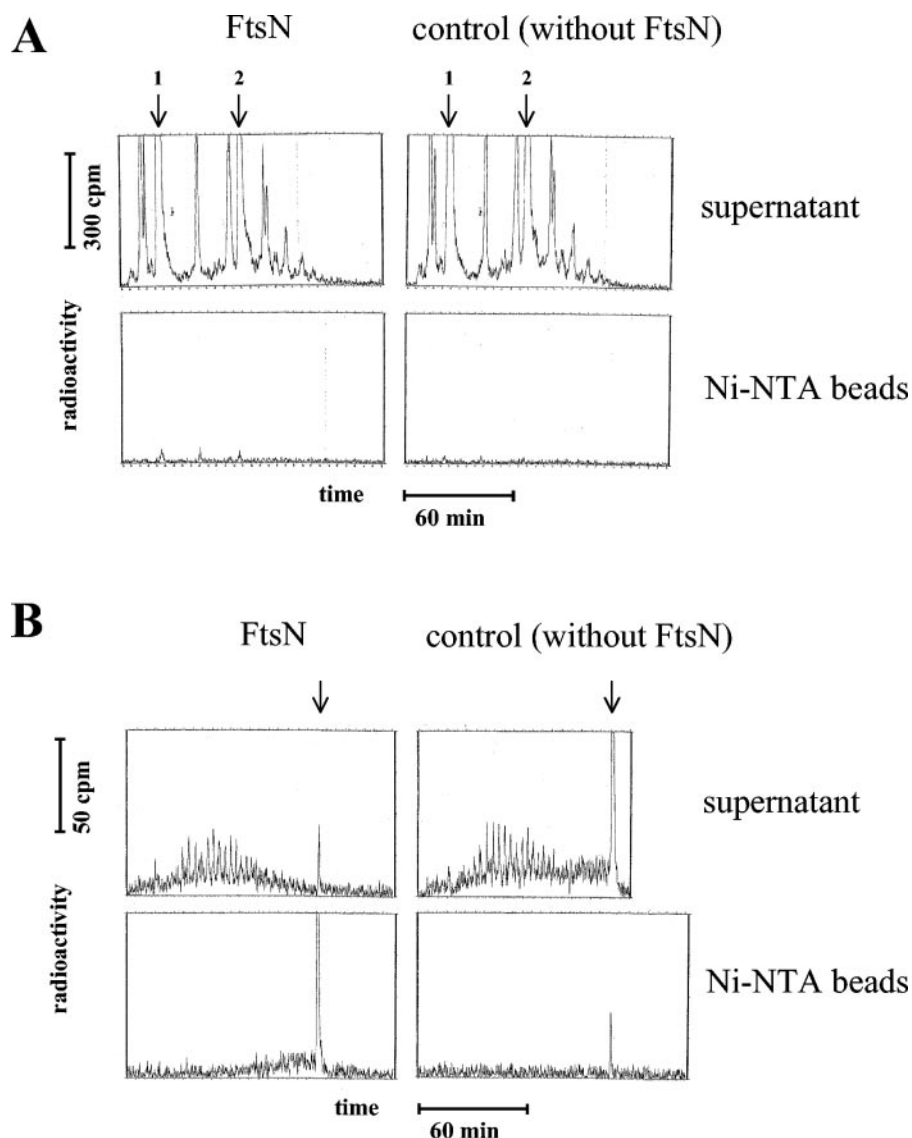 A
FtsN control (without FtsN)
1 2 1 2
300 cpm
supernatant
radioactivity
Ni-NTA beads
time
60 min
B
FtsN control (without FtsN)
50 cpm
supernatant
radioactivity
Ni-NTA beads
time
60 min